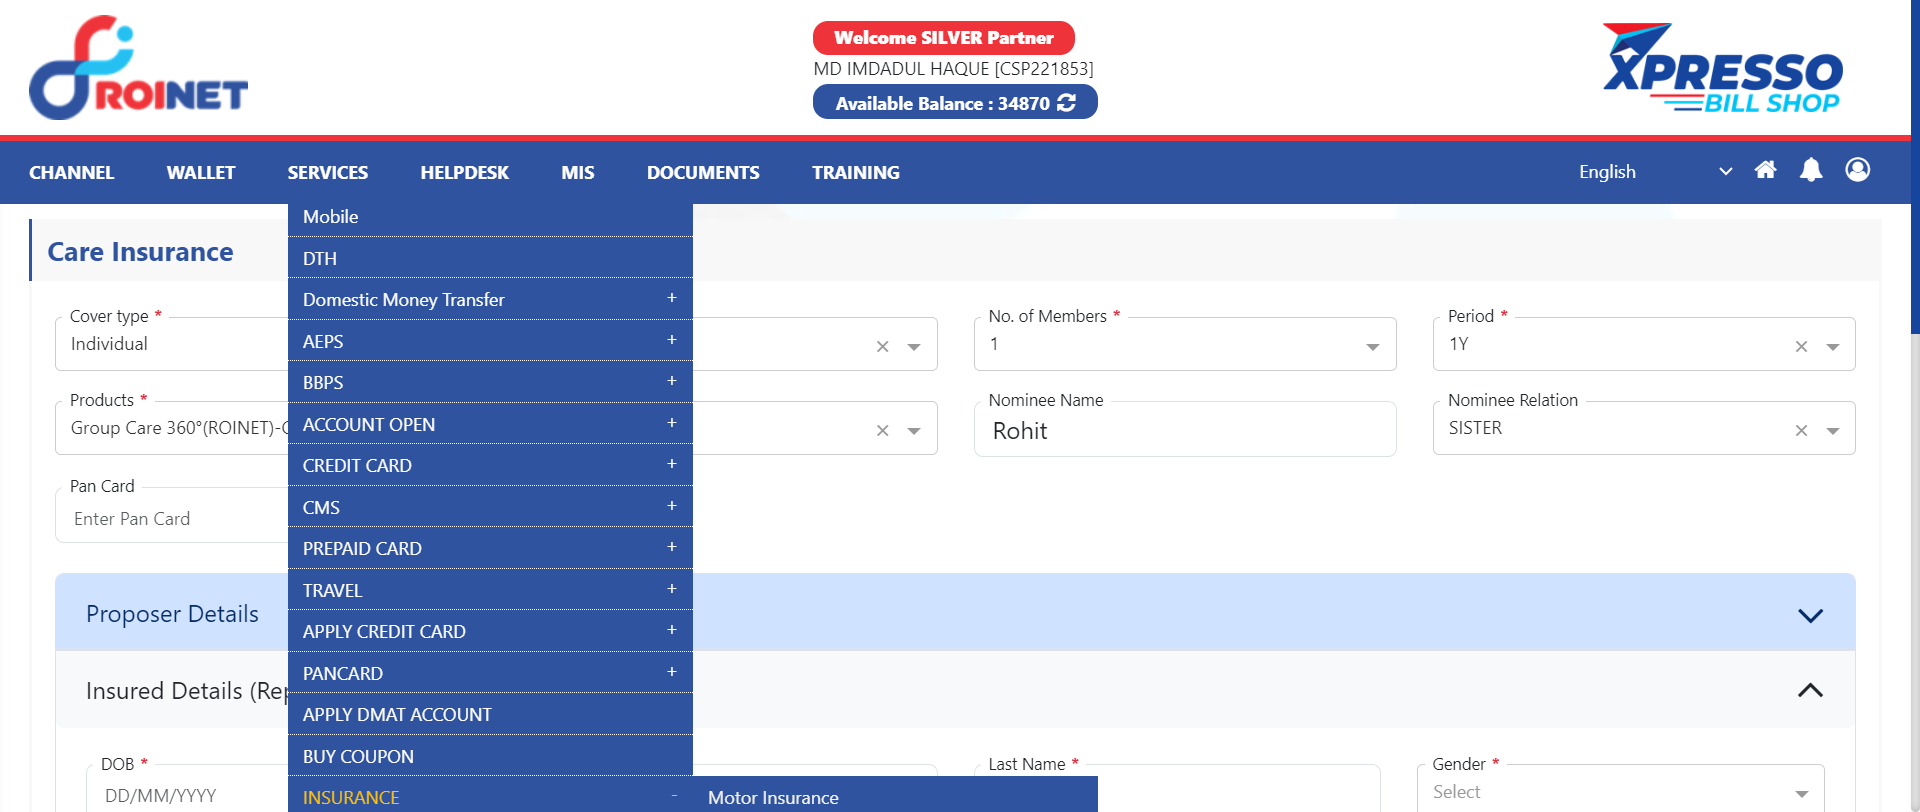 ROINET
Welcome SILVER Partner
MD IMDADUL HAQUE [CSP221853]
Available Balance : 34870
XPRESSO
BILL SHOP
CHANNEL WALLET SERVICES HELPDESK MIS DOCUMENTS TRAINING English
Care Insurance
Mobile
DTH
Domestic Money Transfer +
AEPS +
BBPS +
ACCOUNT OPEN +
CREDIT CARD +
CMS +
PREPAID CARD +
TRAVEL +
APPLY CREDIT CARD +
PANCARD +
APPLY DMAT ACCOUNT
BUY COUPON
INSURANCE -
Motor Insurance
Cover type *
Individual
No. of Members *
1
Period *
1Y
Products *
Group Care 360°(ROINET)-
Nominee Name
Rohit
Nominee Relation
SISTER
Pan Card
Enter Pan Card
Proposer Details
Insured Details
DOB *
DD/MM/YYYY
Last Name *
Gender *
Select